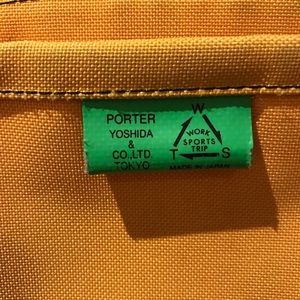 PORTER
YOSHIDA
&
CO.,LTD.
TOKYO
W
WORK
SPORTS
TRIP
T S
MADE IN JAPAN